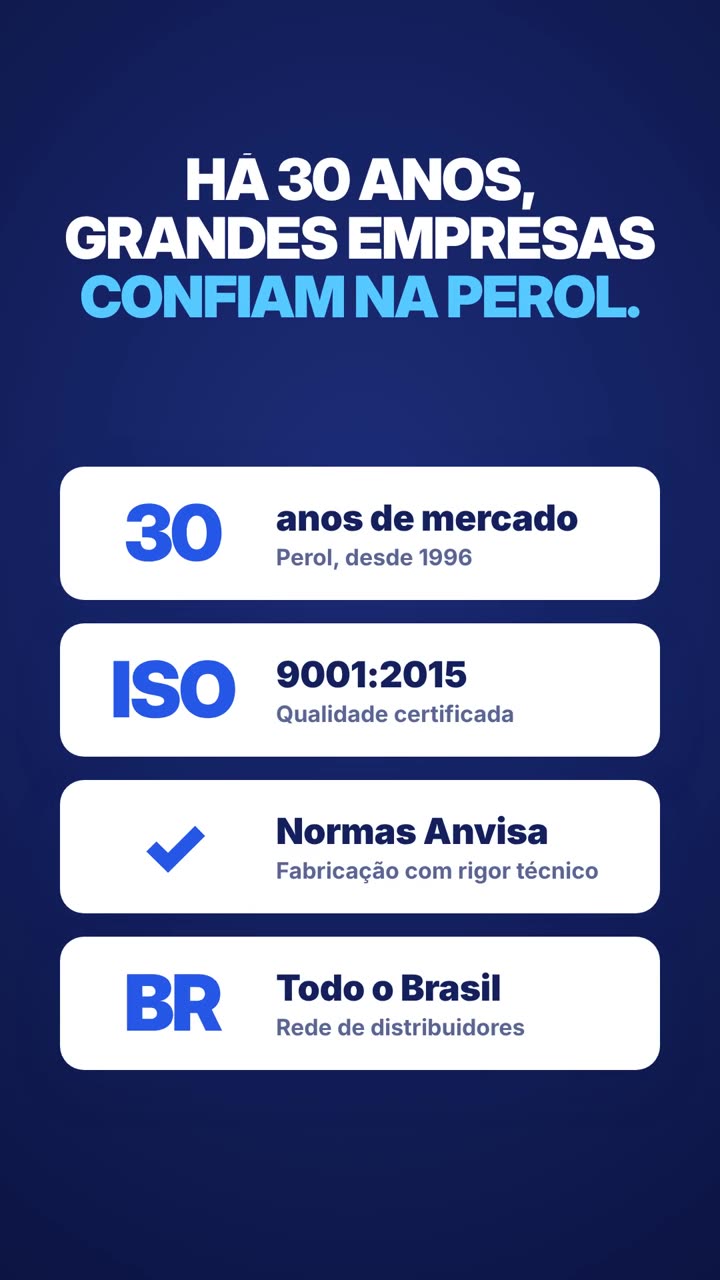 HÁ 30 ANOS,
GRANDES EMPRESAS
CONFIAM NA PEROL.
30
anos de mercado
Perol, desde 1996
ISO
9001:2015
Qualidade certificada
Normas Anvisa
Fabricação com rigor técnico
BR
Todo o Brasil
Rede de distribuidores